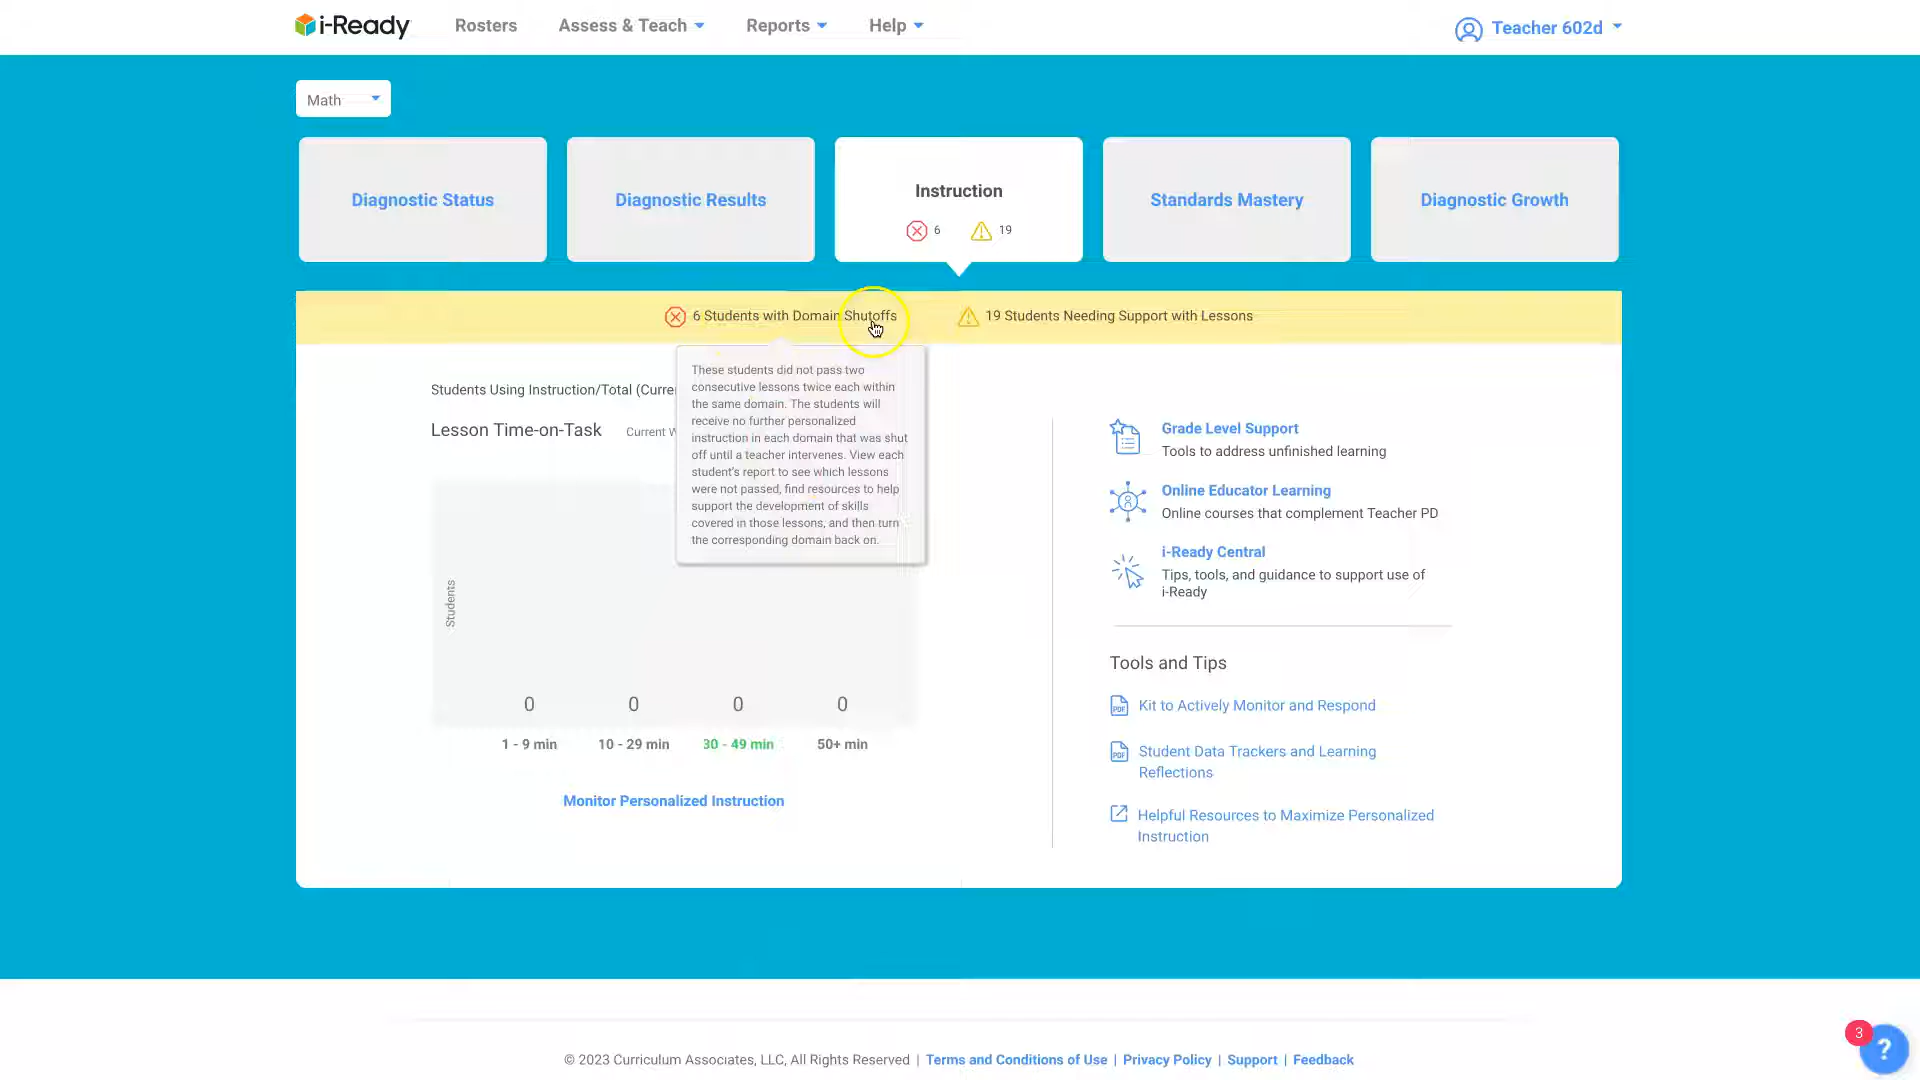 i-Ready
Rosters
Assess & Teach
Reports
Help
Teacher 602d
Math
Diagnostic Status
Diagnostic Results
Instruction
6
19
Standards Mastery
Diagnostic Growth
6 Students with Domain Shutoffs
19 Students Needing Support with Lessons
These students did not pass two
consecutive lessons twice each within
the same domain. The students will
receive no further personalized
instruction in each domain that was shut
off until a teacher intervenes. View each
student's report to see which lessons
were not passed, find resources to help
support the development of skills
covered in those lessons, and then turn
the corresponding domain back on.
Students Using Instruction/Total
Lesson Time-on-Task
Current
Students
0
0
0
0
1 - 9 min
10 - 29 min
30 - 49 min
50+ min
Monitor Personalized Instruction
Grade Level Support
Tools to address unfinished learning
Online Educator Learning
Online courses that complement Teacher PD
i-Ready Central
Tips, tools, and guidance to support use of
i-Ready
Tools and Tips
PDF
Kit to Actively Monitor and Respond
PDF
Student Data Trackers and Learning
Reflections
Helpful Resources to Maximize Personalized
Instruction
3
?
© 2023 Curriculum Associates, LLC, All Rights Reserved | Terms and Conditions of Use | Privacy Policy | Support | Feedback